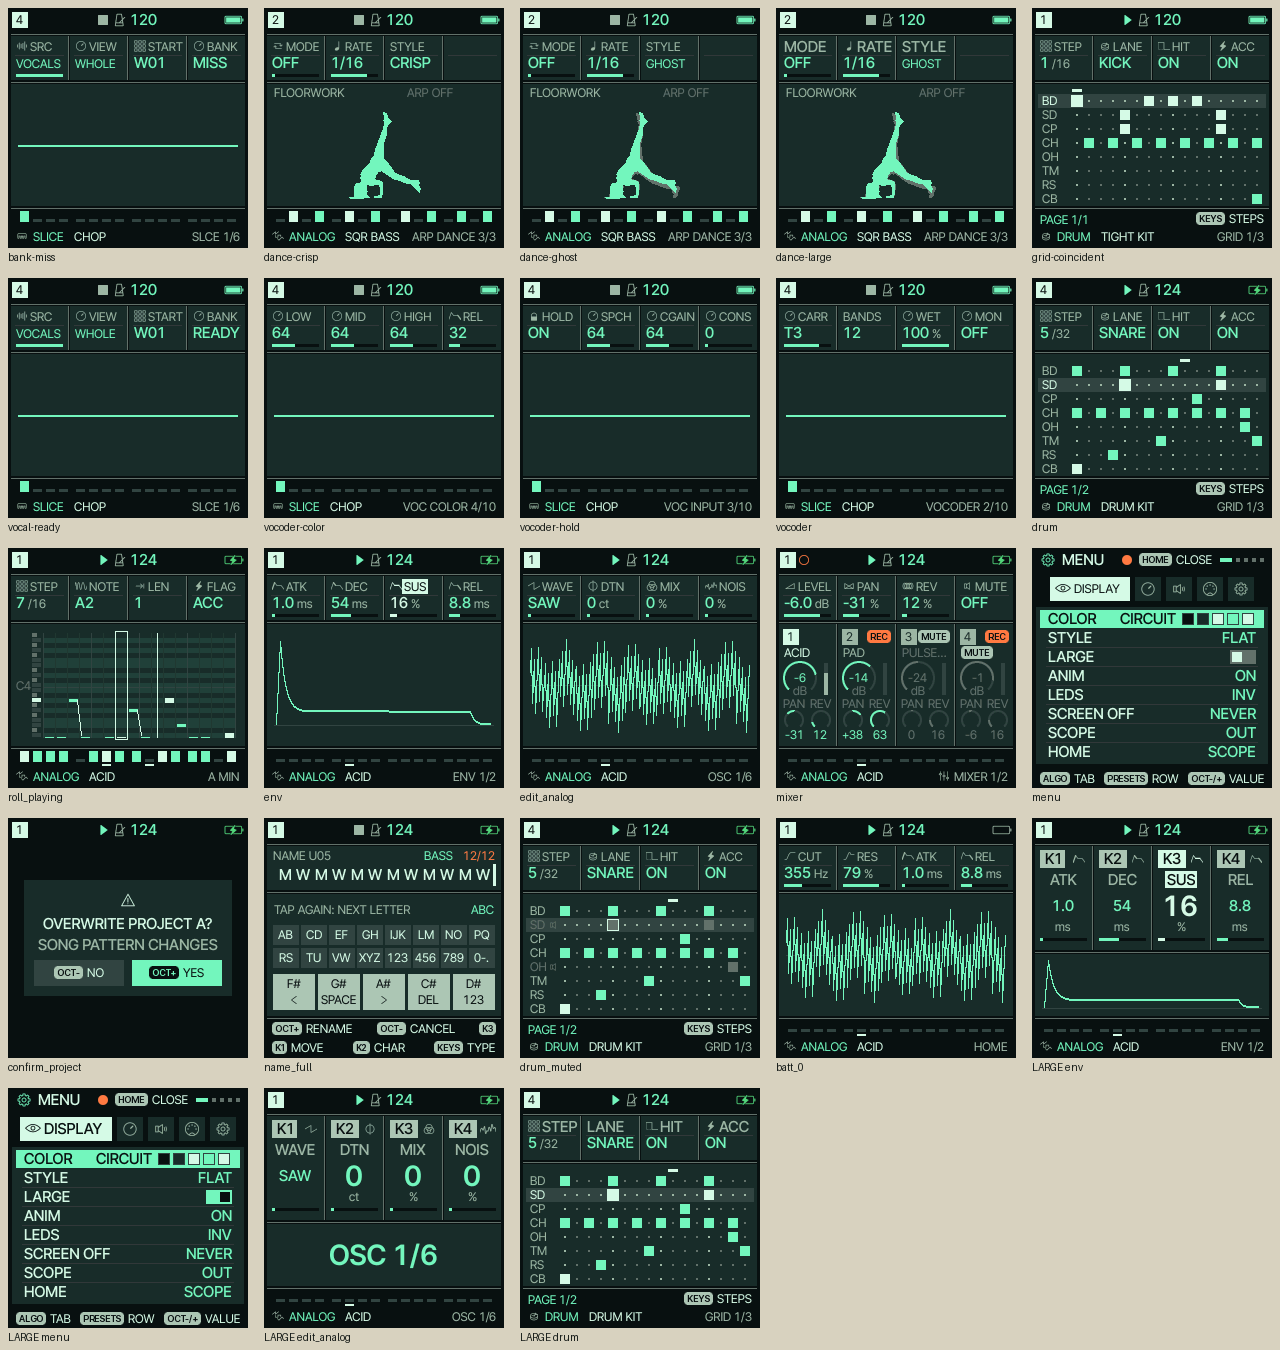 4 120
SRC VIEW START BANK
VOCALS WHOLE W01 MISS
SLICE CHOP SLCE 1/6
bank-miss
2 120
MODE RATE STYLE
OFF 1/16 CRISP
FLOORWORK ARP OFF
ANALOG SQR BASS ARP DANCE 3/3
dance-crisp
2 120
MODE RATE STYLE
OFF 1/16 GHOST
FLOORWORK ARP OFF
ANALOG SQR BASS ARP DANCE 3/3
dance-ghost
2 120
MODE RATE STYLE
OFF 1/16 GHOST
FLOORWORK ARP OFF
ANALOG SQR BASS ARP DANCE 3/3
dance-large
1 120
STEP LANE HIT ACC
1 /16 KICK ON ON
BD
SD
CP
CH
OH
TM
RS
CB
PAGE 1/1 KEYS STEPS
DRUM TIGHT KIT GRID 1/3
grid-coincident
4 120
SRC VIEW START BANK
VOCALS WHOLE W01 READY
SLICE CHOP SLCE 1/6
vocal-ready
4 120
LOW MID HIGH REL
64 64 64 32
SLICE CHOP VOC COLOR 4/10
vocoder-color
4 120
HOLD SPCH CGAIN CONS
ON 64 64 0
SLICE CHOP VOC INPUT 3/10
vocoder-hold
4 120
CARR BANDS WET MON
T3 12 100 % OFF
SLICE CHOP VOCODER 2/10
vocoder
4 124
STEP LANE HIT ACC
5 /32 SNARE ON ON
BD
SD
CP
CH
OH
TM
RS
CB
PAGE 1/2 KEYS STEPS
DRUM DRUM KIT GRID 1/3
drum
1 124
STEP NOTE LEN FLAG
7 /16 A2 1 ACC
C4
ANALOG ACID A MIN
roll_playing
1 124
ATK DEC SUS REL
1.0 ms 54 ms 16 % 8.8 ms
ANALOG ACID ENV 1/2
env
1 124
WAVE DTN MIX NOIS
SAW 0 ct 0 % 0 %
ANALOG ACID OSC 1/6
edit_analog
1 124
LEVEL PAN REV MUTE
-6.0 dB -31 % 12 % OFF
1 2 REC 3 MUTE 4 REC
ACID PAD PULSE... MUTE
-6 -14 -24 -1
dB dB dB dB
PAN REV PAN REV PAN REV PAN REV
-31 12 +38 63 0 16 -6 16
ANALOG ACID MIXER 1/2
mixer
MENU HOME CLOSE
DISPLAY
COLOR CIRCUIT
STYLE FLAT
LARGE
ANIM ON
LEDS INV
SCREEN OFF NEVER
SCOPE OUT
HOME SCOPE
ALGO TAB PRESETS ROW OCT-/+ VALUE
menu
1 124
OVERWRITE PROJECT A?
SONG PATTERN CHANGES
OCT- NO OCT+ YES
confirm_project
1 124
NAME U05 BASS 12/12
M W M W M W M W M W M W
TAP AGAIN: NEXT LETTER ABC
AB CD EF GH IJK LM NO PQ
RS TU VW XYZ 123 456 789 0-.
F# G# A# C# D#
< SPACE > DEL 123
OCT+ RENAME OCT- CANCEL K3
K1 MOVE K2 CHAR KEYS TYPE
name_full
4 124
STEP LANE HIT ACC
5 /32 SNARE ON ON
BD
SD
CP
CH
OH
TM
RS
CB
PAGE 1/2 KEYS STEPS
DRUM DRUM KIT GRID 1/3
drum_muted
1 124
CUT RES ATK REL
355 Hz 79 % 1.0 ms 8.8 ms
ANALOG ACID HOME
batt_0
1 124
K1 K2 K3 K4
ATK DEC SUS REL
1.0 54 16 8.8
ms ms % ms
ANALOG ACID ENV 1/2
LARGE env
MENU HOME CLOSE
DISPLAY
COLOR CIRCUIT
STYLE FLAT
LARGE
ANIM ON
LEDS INV
SCREEN OFF NEVER
SCOPE OUT
HOME SCOPE
ALGO TAB PRESETS ROW OCT-/+ VALUE
LARGE menu
1 124
K1 K2 K3 K4
WAVE DTN MIX NOIS
SAW 0 0 0
ct % %
OSC 1/6
ANALOG ACID OSC 1/6
LARGE edit_analog
4 124
STEP LANE HIT ACC
5 /32 SNARE ON ON
BD
SD
CP
CH
OH
TM
RS
CB
PAGE 1/2 KEYS STEPS
DRUM DRUM KIT GRID 1/3
LARGE drum